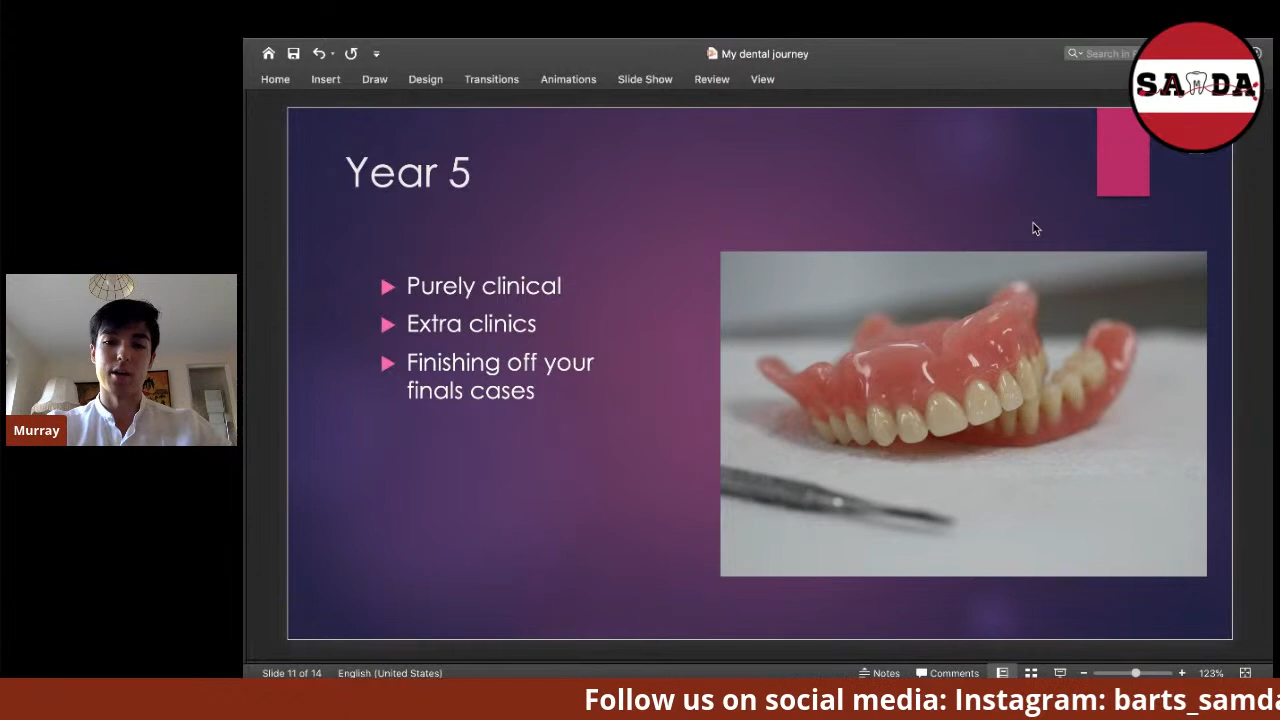 My dental journey
Search in
Home Insert Draw Design Transitions Animations Slide Show Review View
SAMDA
Year 5
Purely clinical
Extra clinics
Finishing off your
finals cases
Murray
Slide 11 of 14 English (United States) Notes Comments 123%
Follow us on social media: Instagram: barts_samda